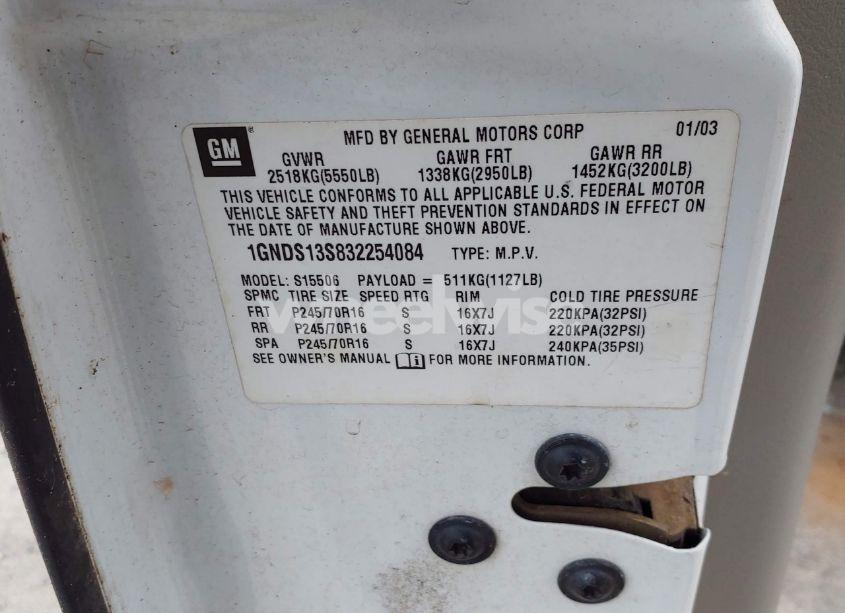 GM
MFD BY GENERAL MOTORS CORP 01/03
GVWR GAWR FRT GAWR RR
2518KG(5550LB) 1338KG(2950LB) 1452KG(3200LB)
THIS VEHICLE CONFORMS TO ALL APPLICABLE U.S. FEDERAL MOTOR
VEHICLE SAFETY AND THEFT PREVENTION STANDARDS IN EFFECT ON
THE DATE OF MANUFACTURE SHOWN ABOVE.
1GNDS13S832254084 TYPE: M.P.V.
MODEL: S15506 PAYLOAD = 511KG(1127LB)
SPMC TIRE SIZE SPEED RTG RIM COLD TIRE PRESSURE
FRT P245/70R16 S 16X7J 220KPA(32PSI)
RR P245/70R16 S 16X7J 220KPA(32PSI)
SPA P245/70R16 S 16X7J 240KPA(35PSI)
SEE OWNER'S MANUAL FOR MORE INFORMATION.